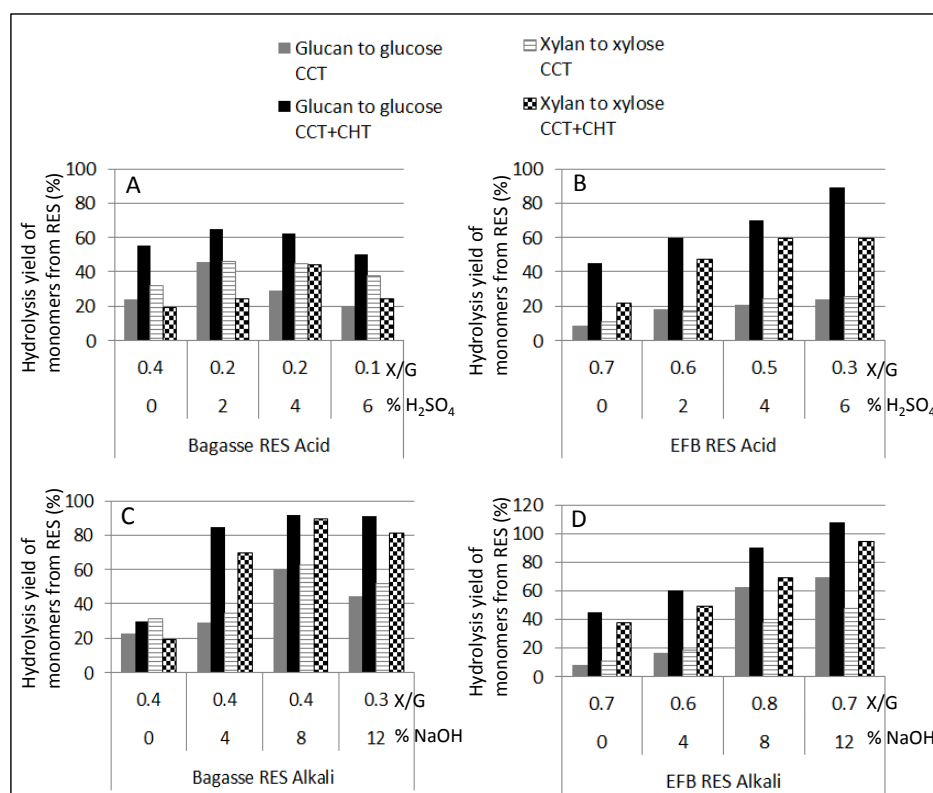 Glucan to glucose
CCT
Xylan to xylose
CCT
Glucan to glucose
CCT+CHT
Xylan to xylose
CCT+CHT
Hydrolysis yield of
monomers from RES (%)
A
100
80
60
40
20
0
0.4 0.2 0.2 0.1 X/G
0 2 4 6 % H₂SO₄
Bagasse RES Acid
Hydrolysis yield of
monomers from RES (%)
B
100
80
60
40
20
0
0.7 0.6 0.5 0.3 X/G
0 2 4 6 % H₂SO₄
EFB RES Acid
Hydrolysis yield of
monomers from RES (%)
C
100
80
60
40
20
0
0.4 0.4 0.4 0.3 X/G
0 4 8 12 % NaOH
Bagasse RES Alkali
Hydrolysis yield of
monomers from RES (%)
D
120
100
80
60
40
20
0
0.7 0.6 0.8 0.7 X/G
0 4 8 12 % NaOH
EFB RES Alkali